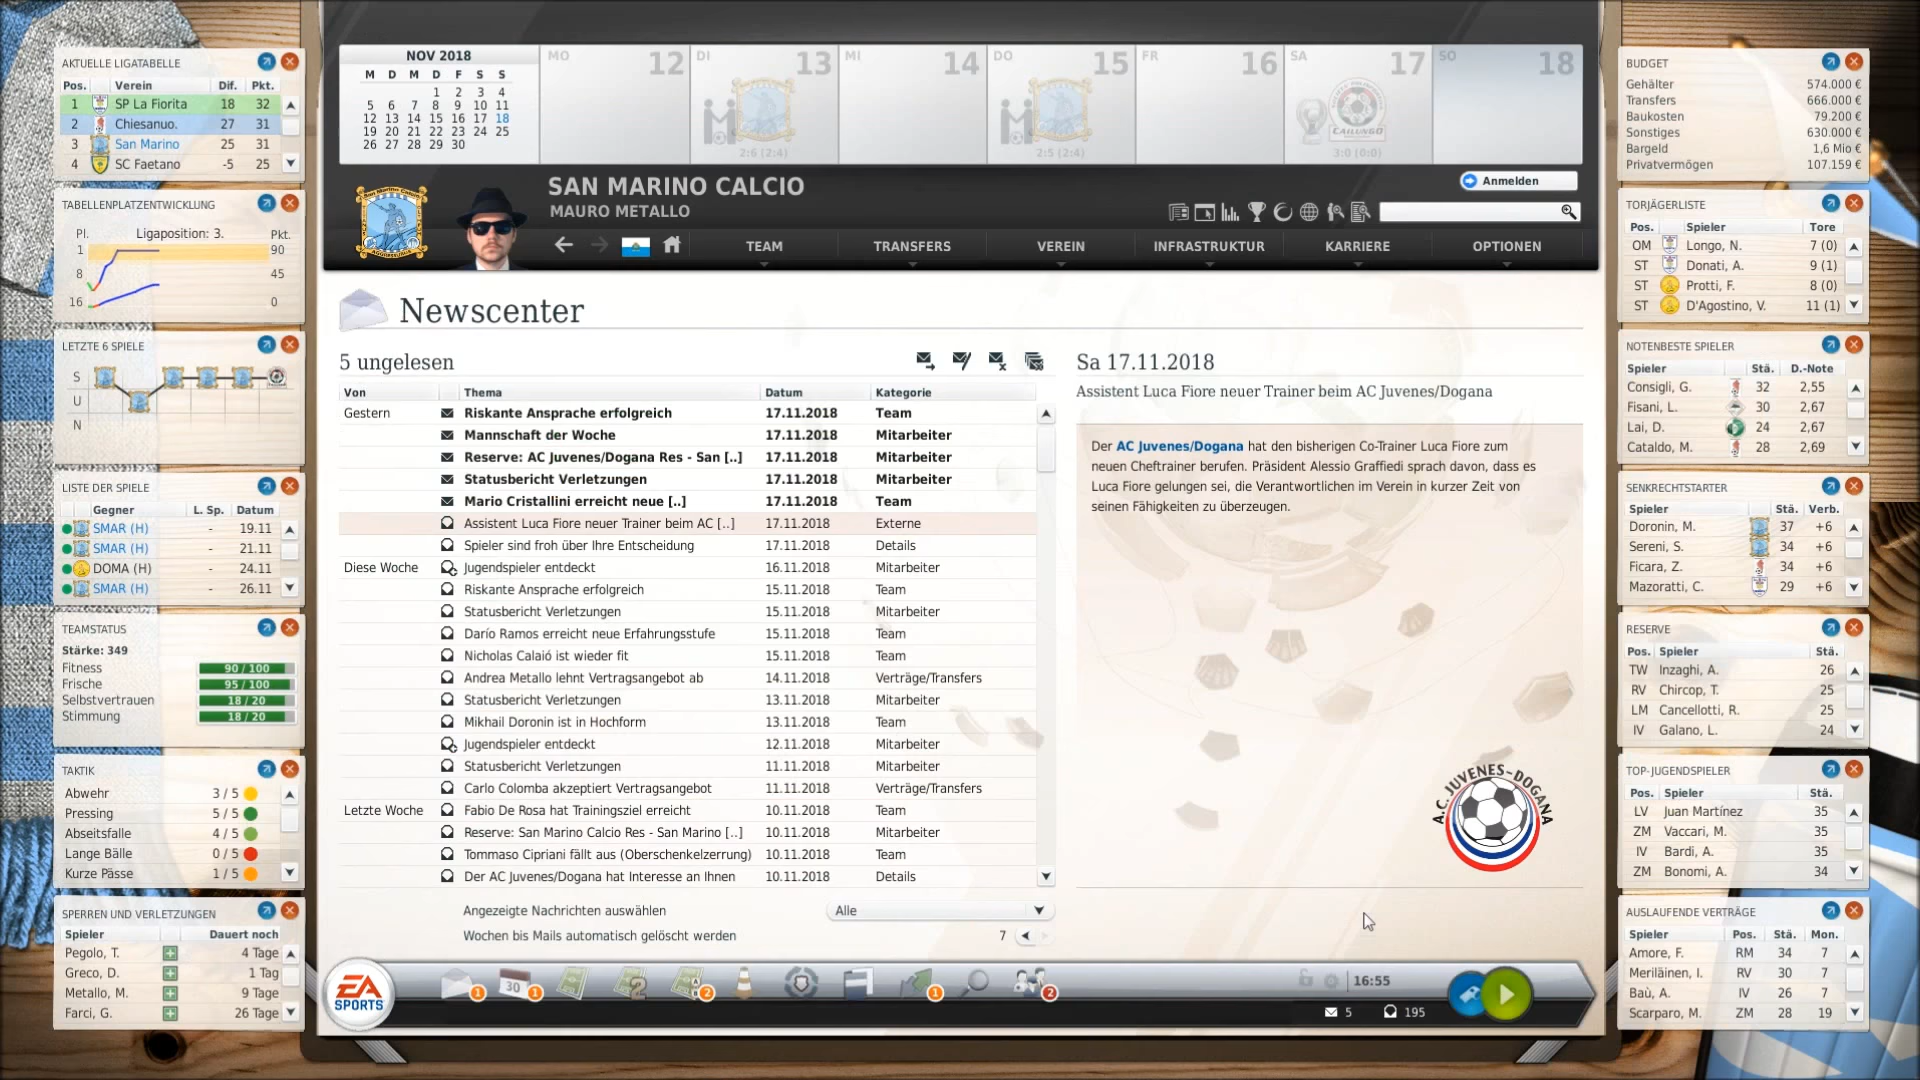 AKTUELLE LIGATABELLE
Pos. Verein Dif. Pkt.
1 SP La Fiorita 18 32
2 Chiesanuo. 27 31
3 San Marino 25 31
4 SC Faetano -5 25
TABELLENPLATZENTWICKLUNG
Pl. Ligaposition: 3. Pkt.
1 90
8 45
16 0
LETZTE 6 SPIELE
S
U
N
LISTE DER SPIELE
Gegner L. Sp. Datum
SMAR (H) - 19.11
SMAR (H) - 21.11
DOMA (H) - 24.11
SMAR (H) - 26.11
TEAMSTATUS
Stärke: 349
Fitness 90 / 100
Frische 95 / 100
Selbstvertrauen 18 / 20
Stimmung 18 / 20
TAKTIK
Abwehr 3 / 5
Pressing 5 / 5
Abseitsfalle 4 / 5
Lange Bälle 0 / 5
Kurze Pässe 1 / 5
SPERREN UND VERLETZUNGEN
Spieler Dauert noch
Pegolo, T. 4 Tage
Greco, D. 1 Tag
Metallo, M. 9 Tage
Farci, G. 26 Tage
NOV 2018
M D M D F S S
1 2 3 4
5 6 7 8 9 10 11
12 13 14 15 16 17 18
19 20 21 22 23 24 25
26 27 28 29 30
MO 12
DI 13
2:6 (2:4)
MI 14
DO 15
2:5 (2:4)
FR 16
SA 17
CAILUNGO
3:0 (0:0)
SO 18
SAN MARINO CALCIO
MAURO METALLO
Anmelden
TEAM TRANSFERS VEREIN INFRASTRUKTUR KARRIERE OPTIONEN
Newscenter
5 ungelesen
Von Thema Datum Kategorie
Gestern Riskante Ansprache erfolgreich 17.11.2018 Team
Mannschaft der Woche 17.11.2018 Mitarbeiter
Reserve: AC Juvenes/Dogana Res - San [..] 17.11.2018 Mitarbeiter
Statusbericht Verletzungen 17.11.2018 Mitarbeiter
Mario Cristallini erreicht neue [..] 17.11.2018 Team
Assistent Luca Fiore neuer Trainer beim AC [..] 17.11.2018 Externe
Spieler sind froh über Ihre Entscheidung 17.11.2018 Details
Diese Woche Jugendspieler entdeckt 16.11.2018 Mitarbeiter
Riskante Ansprache erfolgreich 15.11.2018 Team
Statusbericht Verletzungen 15.11.2018 Mitarbeiter
Darío Ramos erreicht neue Erfahrungsstufe 15.11.2018 Team
Nicholas Calaió ist wieder fit 15.11.2018 Team
Andrea Metallo lehnt Vertragsangebot ab 14.11.2018 Verträge/Transfers
Statusbericht Verletzungen 13.11.2018 Mitarbeiter
Mikhail Doronin ist in Hochform 13.11.2018 Team
Jugendspieler entdeckt 12.11.2018 Mitarbeiter
Statusbericht Verletzungen 11.11.2018 Mitarbeiter
Carlo Colomba akzeptiert Vertragsangebot 11.11.2018 Verträge/Transfers
Letzte Woche Fabio De Rosa hat Trainingsziel erreicht 10.11.2018 Team
Reserve: San Marino Calcio Res - San Marino [..] 10.11.2018 Mitarbeiter
Tommaso Cipriani fällt aus (Oberschenkelzerrung) 10.11.2018 Team
Der AC Juvenes/Dogana hat Interesse an Ihnen 10.11.2018 Details
Angezeigte Nachrichten auswählen Alle
Wochen bis Mails automatisch gelöscht werden 7
Sa 17.11.2018
Assistent Luca Fiore neuer Trainer beim AC Juvenes/Dogana
Der AC Juvenes/Dogana hat den bisherigen Co-Trainer Luca Fiore zum
neuen Cheftrainer berufen. Präsident Alessio Graffiedi sprach davon, dass es
Luca Fiore gelungen sei, die Verantwortlichen im Verein in kurzer Zeit von
seinen Fähigkeiten zu überzeugen.
A.C. JUVENES-DOGANA
EA
SPORTS
1
30 1
2
2
1
2
16:55
5 195
BUDGET
Gehälter 574.000 €
Transfers 666.000 €
Baukosten 79.200 €
Sonstiges 630.000 €
Bargeld 1,6 Mio €
Privatvermögen 107.159 €
TORJÄGERLISTE
Pos. Spieler Tore
OM Longo, N. 7 (0)
ST Donati, A. 9 (1)
ST Protti, F. 8 (0)
ST D'Agostino, V. 11 (1)
NOTENBESTE SPIELER
Spieler Stä. D.-Note
Consigli, G. 32 2,55
Fisani, L. 30 2,67
Lai, D. 24 2,67
Cataldo, M. 28 2,69
SENKRECHTSTARTER
Spieler Stä. Verb.
Doronin, M. 37 +6
Sereni, S. 34 +6
Ficara, Z. 34 +6
Mazoratti, C. 29 +6
RESERVE
Pos. Spieler Stä.
TW Inzaghi, A. 26
RV Chircop, T. 25
LM Cancellotti, R. 25
IV Galano, L. 24
TOP-JUGENDSPIELER
Pos. Spieler Stä.
LV Juan Martínez 35
ZM Vaccari, M. 35
IV Bardi, A. 35
ZM Bonomi, A. 34
AUSLAUFENDE VERTRÄGE
Spieler Pos. Stä. Mon.
Amore, F. RM 34 7
Meriläinen, I. RV 30 7
Baù, A. IV 26 7
Scarparo, M. ZM 28 19